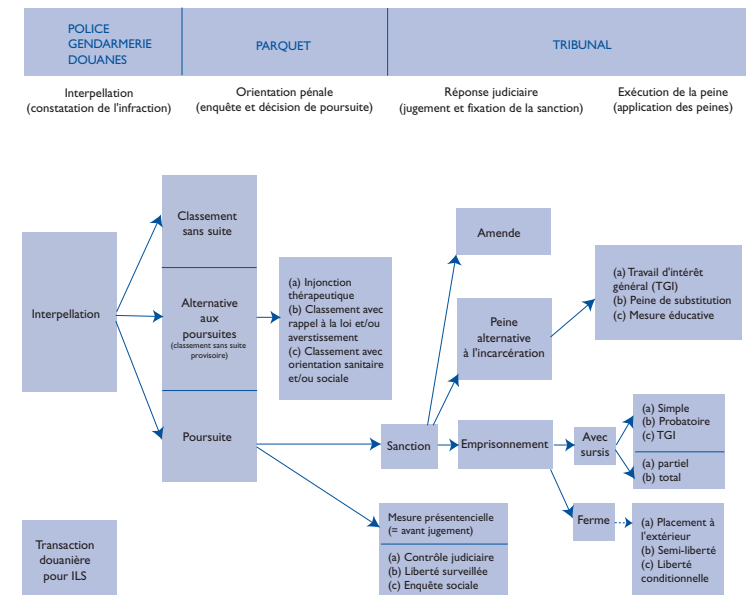 POLICE
GENDARMERIE
DOUANES
PARQUET
TRIBUNAL
Interpellation
(constatation de l'infraction)
Orientation pénale
(enquête et décision de poursuite)
Réponse judiciaire
(jugement et fixation de la sanction)
Exécution de la peine
(application des peines)
Interpellation
Classement
sans suite
Alternative
aux
poursuites
(classement sans suite
provisoire)
Poursuite
(a) Injonction
thérapeutique
(b) Classement avec
rappel à la loi et/ou
averstissement
(c) Classement avec
orientation sanitaire
et/ou sociale
Amende
Peine
alternative
à l'incarcération
(a) Travail d'intérêt
général (TGI)
(b) Peine de substitution
(c) Mesure éducative
Sanction
Emprisonnement
Avec
sursis
(a) Simple
(b) Probatoire
(c) TGI
(a) partiel
(b) total
Ferme
(a) Placement à
l'extérieur
(b) Semi-liberté
(c) Liberté
conditionnelle
Mesure présentencielle
(= avant jugement)
(a) Contrôle judiciaire
(b) Liberté surveillée
(c) Enquête sociale
Transaction
douanière
pour ILS